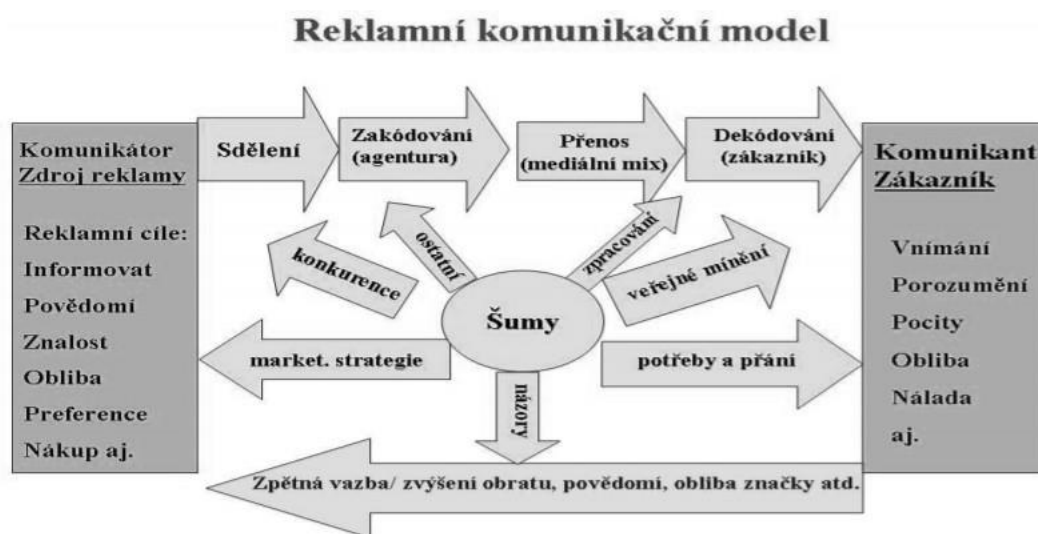 Reklamní komunikační model
Komunikátor
Zdroj reklamy
Reklamní cíle:
Informovat
Povědomí
Znalost
Obliba
Preference
Nákup aj.
Sdělení
Zakódování
(agentura)
Přenos
(mediální mix)
Dekódování
(zákazník)
Komunikant
Zákazník
Vnímání
Porozumění
Pocity
Obliba
Nálada
aj.
konkurence
ostatní
zpracování
veřejné mínění
Šumy
market. strategie
potřeby a přání
názory
Zpětná vazba/ zvýšení obratu, povědomí, obliba značky atd.